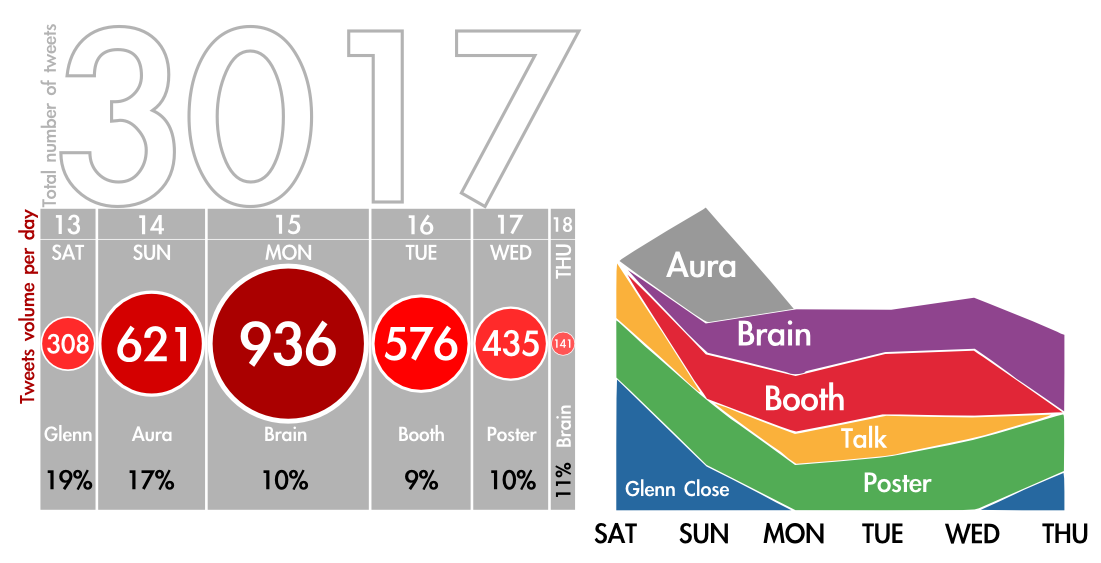 Total number of tweets
3017
Tweets volume per day
13 14 15 16 17 18
SAT SUN MON TUE WED THU
308 621 936 576 435 141
Glenn Aura Brain Booth Poster Brain
19% 17% 10% 9% 10% 11%
Aura
Brain
Booth
Talk
Poster
Glenn Close
SAT SUN MON TUE WED THU